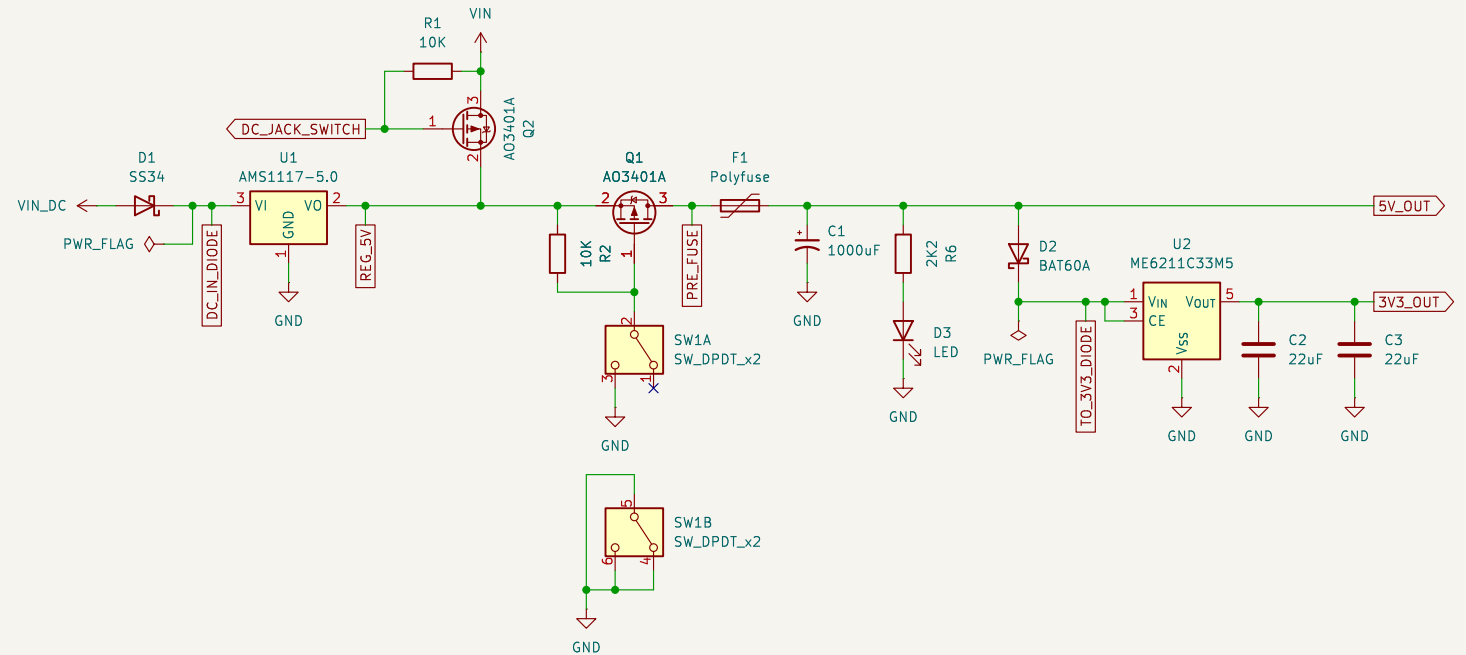 VIN
R1
10K
3
AO3401A
Q2
DC_JACK_SWITCH
1
2
D1
SS34
U1
AMS1117-5.0
Q1
AO3401A
F1
Polyfuse
VIN_DC
3
VI
VO
2
GND
1
2
3
1
5V_OUT
PWR_FLAG
DC_IN_DIODE
REG_5V
10K
R2
PRE_FUSE
C1
1000uF
+
2K2
R6
D2
BAT60A
U2
ME6211C33M5
GND
GND
1
VIN
VOUT
5
3
CE
Vss
2
3V3_OUT
2
SW1A
SW_DPDT_x2
3
1
D3
LED
PWR_FLAG
TO_3V3_DIODE
C2
22uF
C3
22uF
GND
GND
GND
GND
GND
5
SW1B
SW_DPDT_x2
6
4
GND